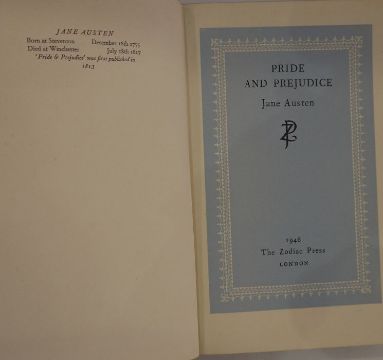 JANE AUSTEN
Born at Steventon December 16th 1775
Died at Winchester July 18th 1817
'Pride & Prejudice' was first published in
1813
PRIDE
AND PREJUDICE
Jane Austen
ZP
1948
The Zodiac Press
LONDON